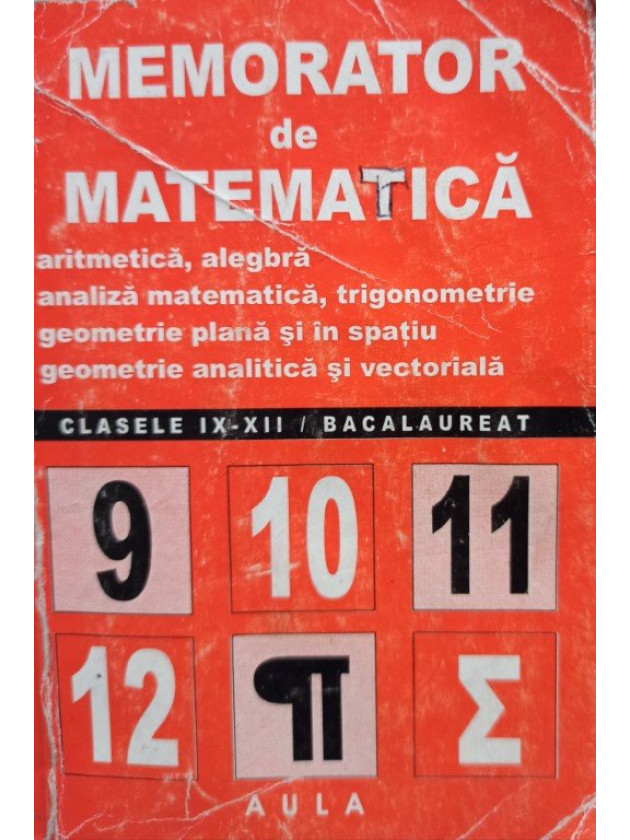 MEMORATOR
de
MATEMATICĂ
aritmetică, alegbră
analiză matematică, trigonometrie
geometrie plană şi în spaţiu
geometrie analitică şi vectorială
CLASELE IX-XII / BACALAUREAT
9 10 11
12 ¶ Σ
AULA